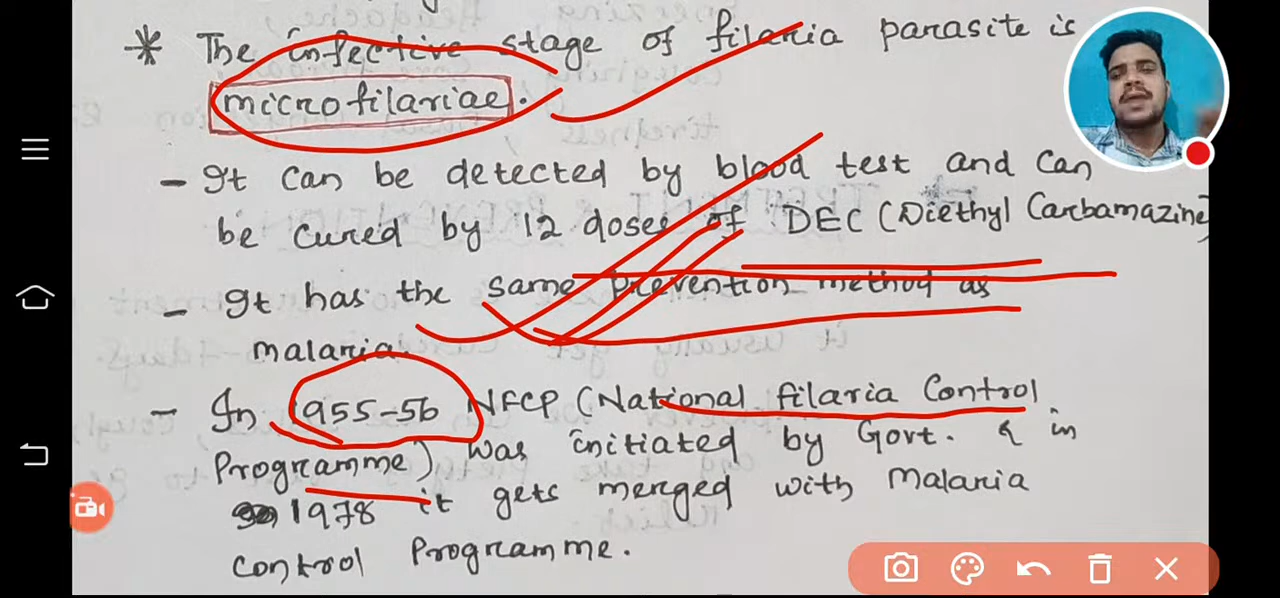 * The infective stage of filaria parasite is
microfilariae.
- It can be detected by blood test and can
be cured by 12 doses of DEC (Diethyl Carbamazine)
- It has the same prevention method as
malaria.
- In 1955-56 NFCP (National filaria Control
Programme) was initiated by Govt. & in
1978 it gets merged with Malaria
control Programme.